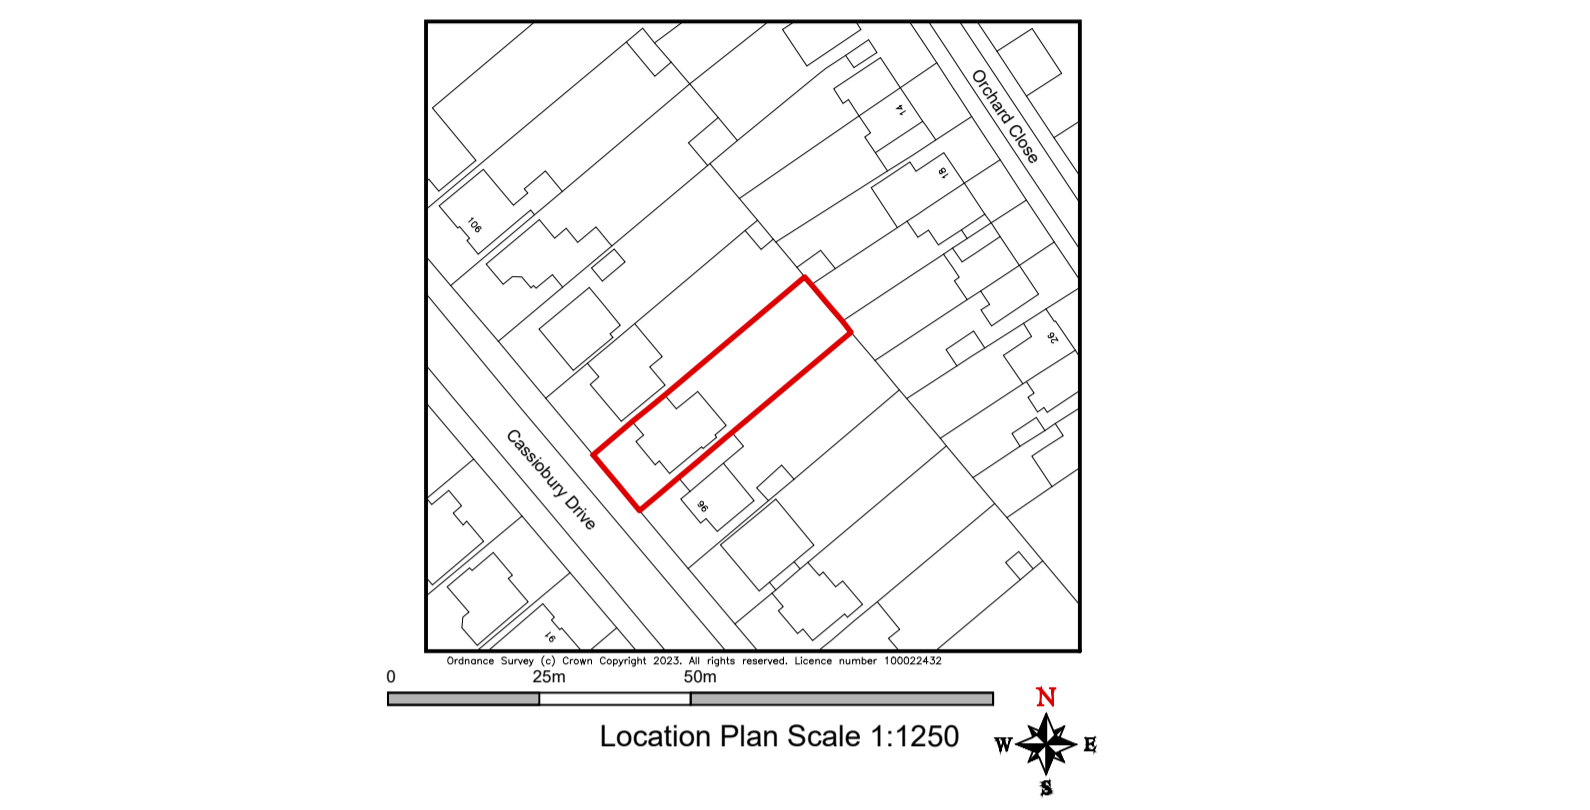 Orchard Close
14
18
106
26
Cassiobury Drive
96
91
Ordnance Survey (c) Crown Copyright 2023. All rights reserved. Licence number 100022432
0 25m 50m
N
Location Plan Scale 1:1250
W E
S